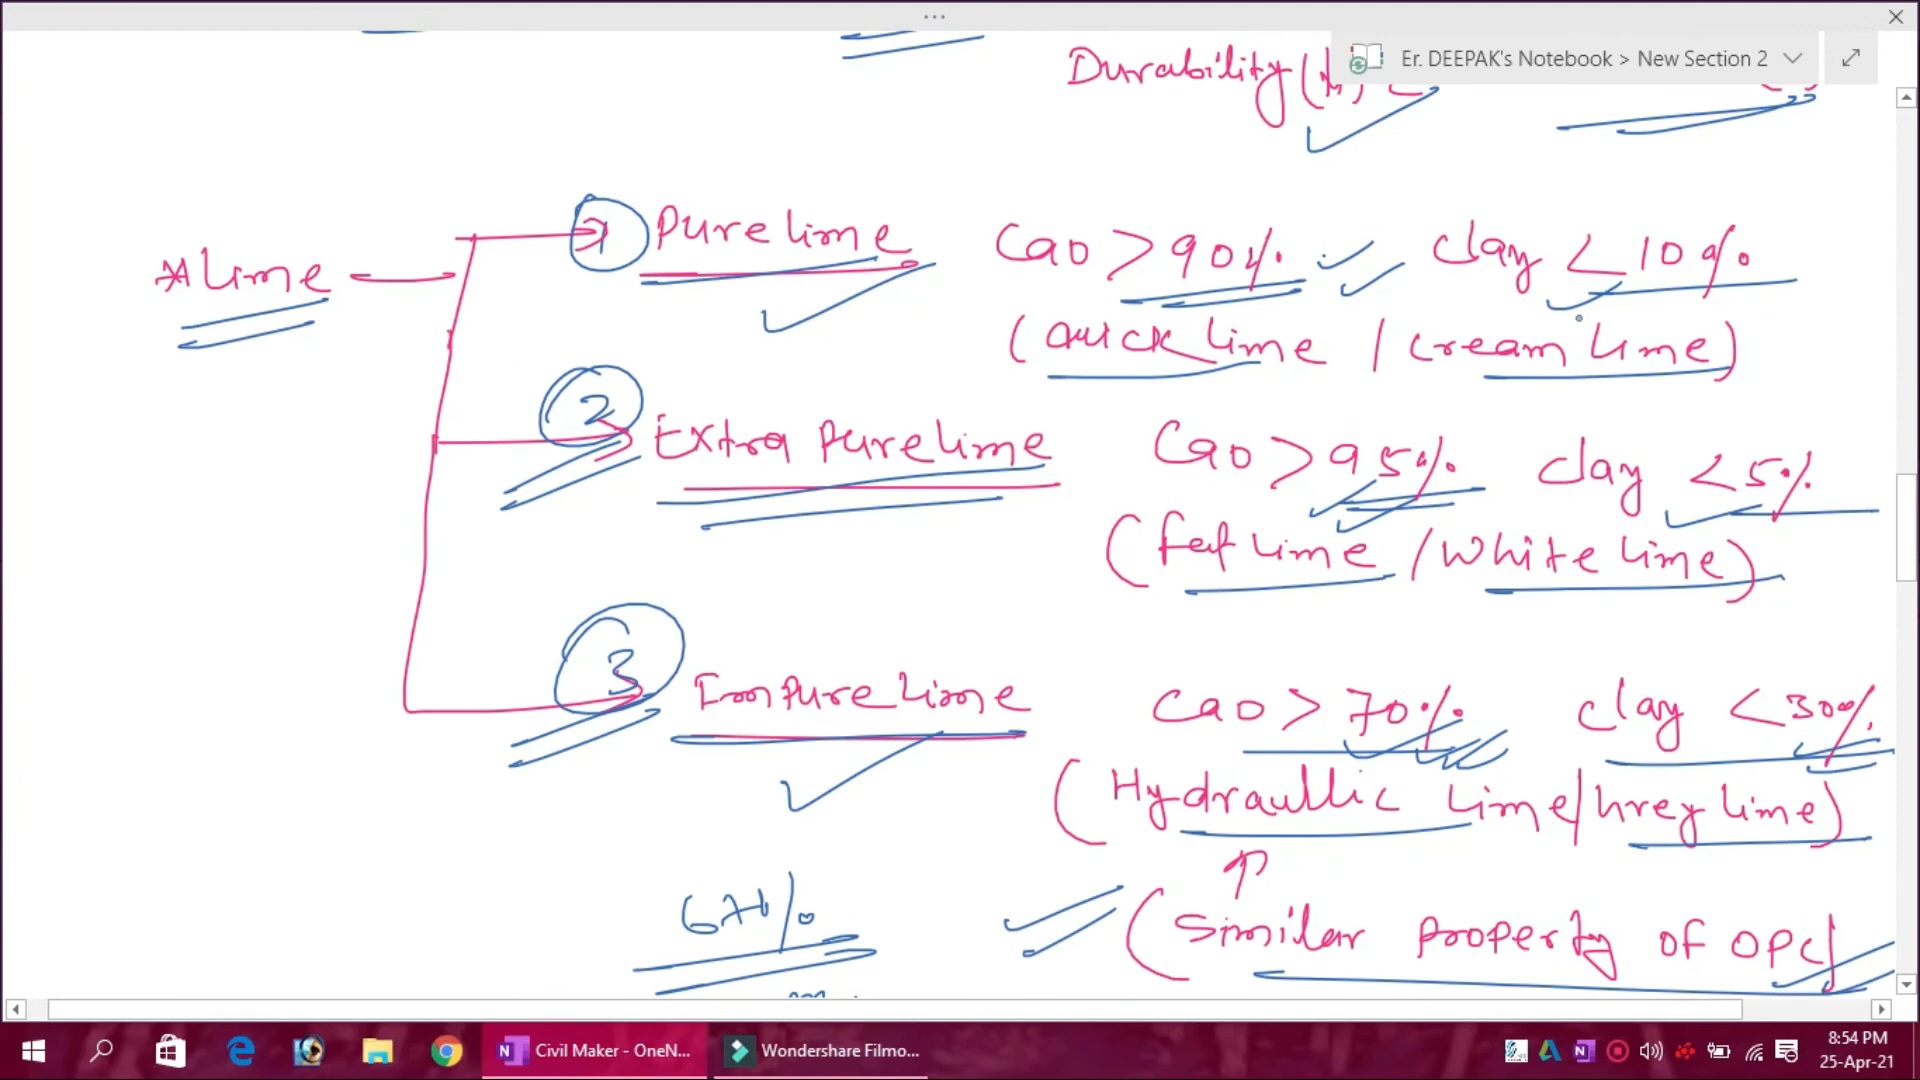 Er. DEEPAK's Notebook > New Section 2
Durability (
*Lime
1 Pure Lime CaO > 90% clay < 10%
(Quick Lime / cream Lime)
2 Extra Pure Lime CaO > 95% clay < 5%
(fat Lime / White Lime)
3 Impure Lime CaO > 70% clay < 30%
(Hydraullic Lime/hrey Lime)
67%
(Similar property of OPC)
Civil Maker - OneN...
Wondershare Filmo...
8:54 PM
25-Apr-21